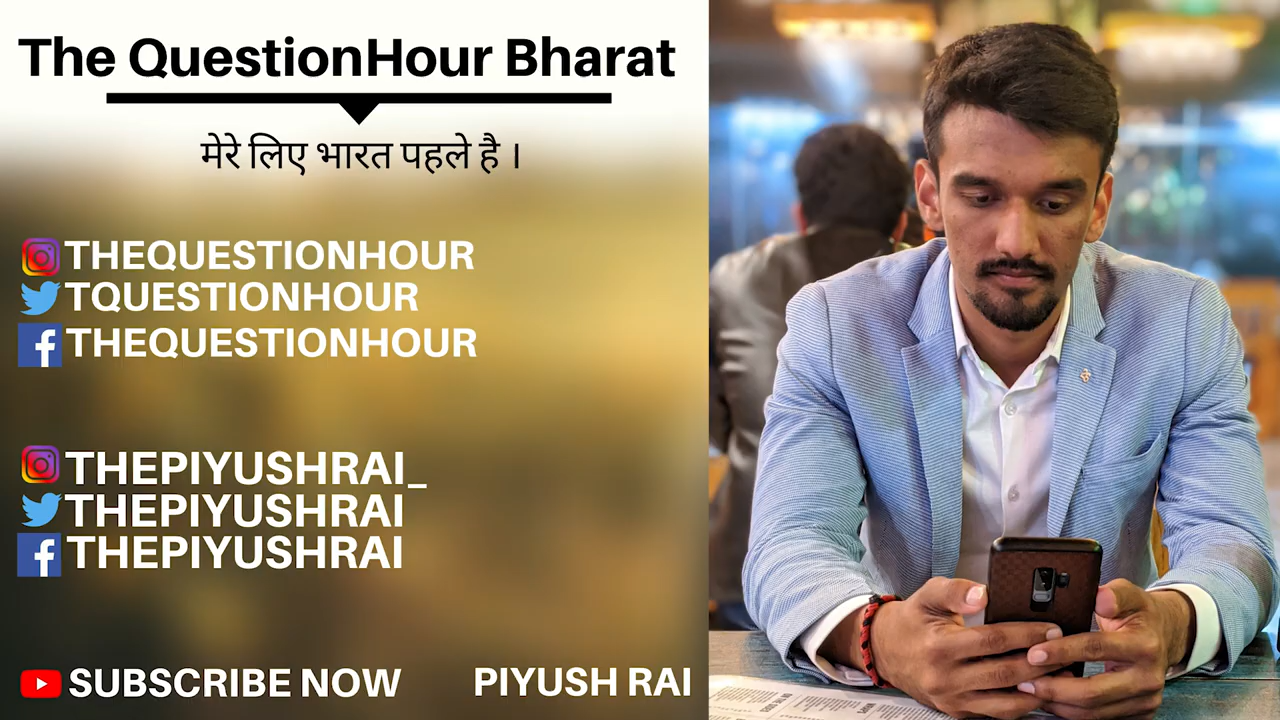 The QuestionHour Bharat
मेरे लिए भारत पहले है ।
THEQUESTIONHOUR
TQUESTIONHOUR
THEQUESTIONHOUR
THEPIYUSHRAI_
THEPIYUSHRAI
THEPIYUSHRAI
SUBSCRIBE NOW
PIYUSH RAI